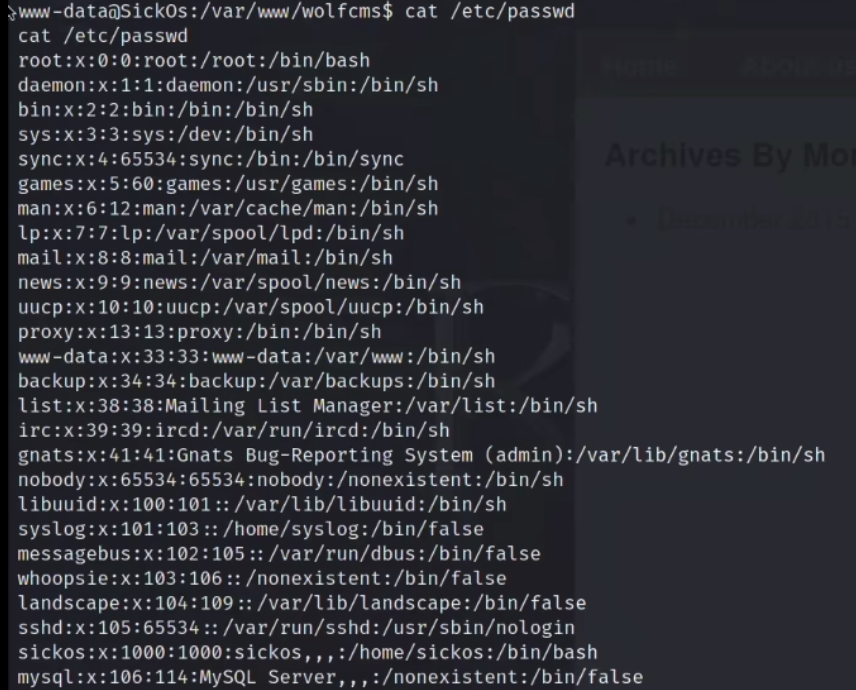 www-data@SickOs:/var/www/wolfcms$ cat /etc/passwd
cat /etc/passwd
root:x:0:0:root:/root:/bin/bash
daemon:x:1:1:daemon:/usr/sbin:/bin/sh
bin:x:2:2:bin:/bin:/bin/sh
sys:x:3:3:sys:/dev:/bin/sh
sync:x:4:65534:sync:/bin:/bin/sync
games:x:5:60:games:/usr/games:/bin/sh
man:x:6:12:man:/var/cache/man:/bin/sh
lp:x:7:7:lp:/var/spool/lpd:/bin/sh
mail:x:8:8:mail:/var/mail:/bin/sh
news:x:9:9:news:/var/spool/news:/bin/sh
uucp:x:10:10:uucp:/var/spool/uucp:/bin/sh
proxy:x:13:13:proxy:/bin:/bin/sh
www-data:x:33:33:www-data:/var/www:/bin/sh
backup:x:34:34:backup:/var/backups:/bin/sh
list:x:38:38:Mailing List Manager:/var/list:/bin/sh
irc:x:39:39:ircd:/var/run/ircd:/bin/sh
gnats:x:41:41:Gnats Bug-Reporting System (admin):/var/lib/gnats:/bin/sh
nobody:x:65534:65534:nobody:/nonexistent:/bin/sh
libuuid:x:100:101::/var/lib/libuuid:/bin/sh
syslog:x:101:103::/home/syslog:/bin/false
messagebus:x:102:105::/var/run/dbus:/bin/false
whoopsie:x:103:106::/nonexistent:/bin/false
landscape:x:104:109::/var/lib/landscape:/bin/false
sshd:x:105:65534::/var/run/sshd:/usr/sbin/nologin
sickos:x:1000:1000:sickos,,,:/home/sickos:/bin/bash
mysql:x:106:114:MySQL Server,,,:/nonexistent:/bin/false
Home About us
Archives By Mo
December 2015